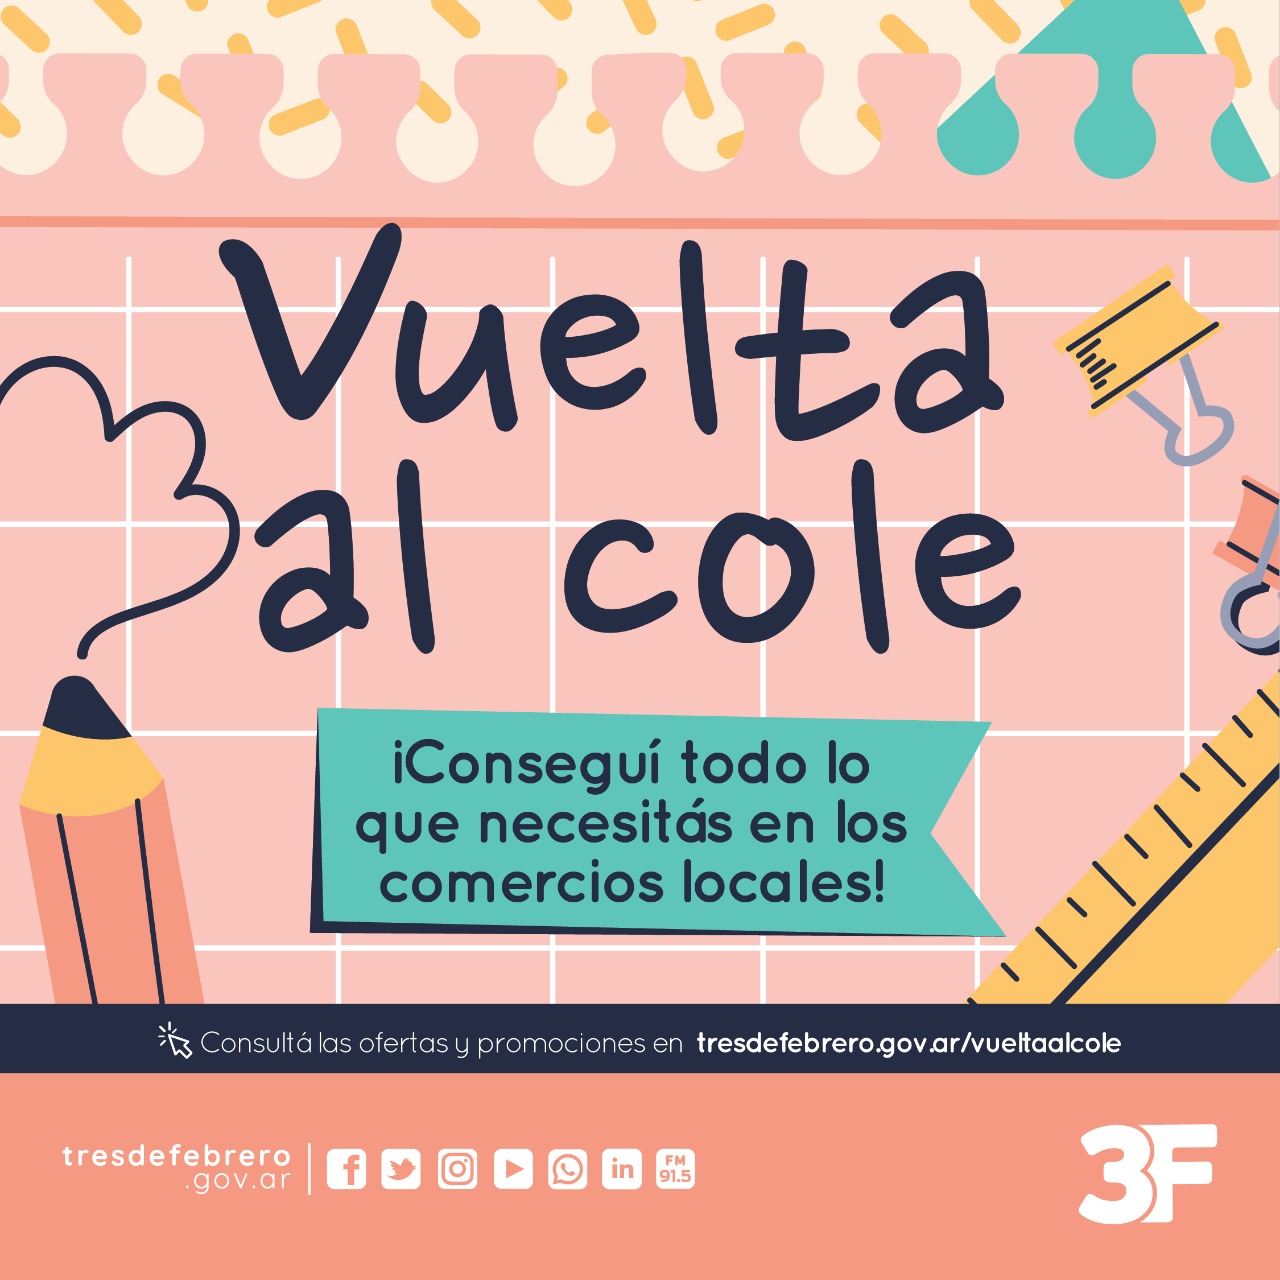 Vuelta
al cole
¡Conseguí todo lo
que necesitás en los
comercios locales!
Consultá las ofertas y promociones en tresdefebrero.gov.ar/vueltaalcole
tresdefebrero
.gov.ar
in
FM
91.5
3F